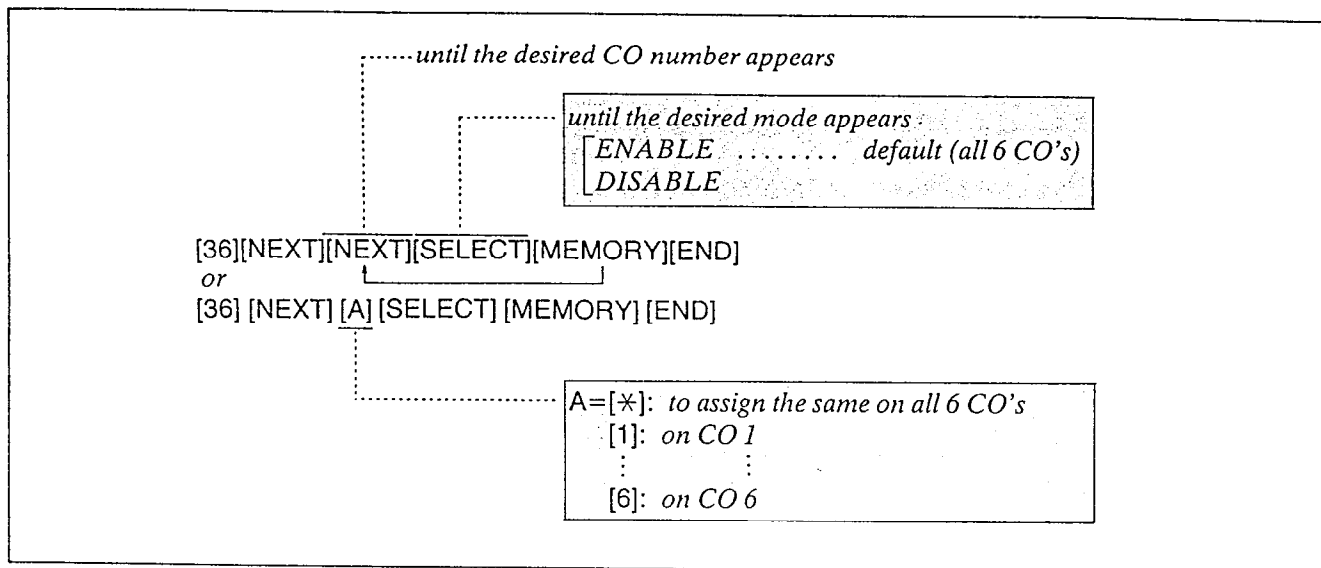 until the desired CO number appears
until the desired mode appears
ENABLE ........ default (all 6 CO's)
DISABLE
[36][NEXT][NEXT][SELECT][MEMORY][END]
or
[36] [NEXT] [A] [SELECT] [MEMORY] [END]
A=[*]: to assign the same on all 6 CO's
[1]: on CO 1
: :
[6]: on CO 6